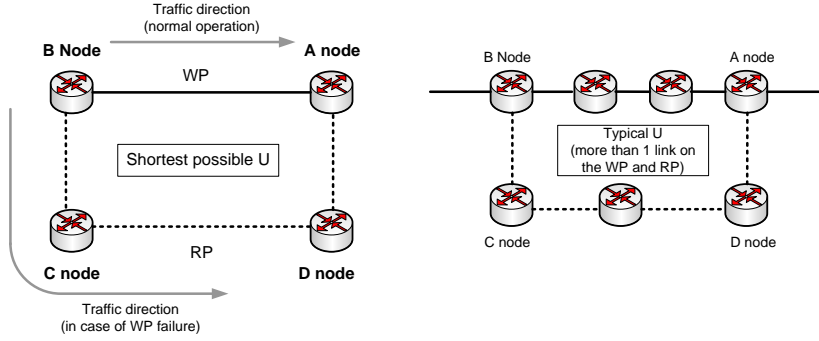 Traffic direction
(normal operation)
B Node
A node
WP
Shortest possible U
RP
C node
D node
Traffic direction
(in case of WP failure)
B Node
A node
Typical U
(more than 1 link on
the WP and RP)
C node
D node